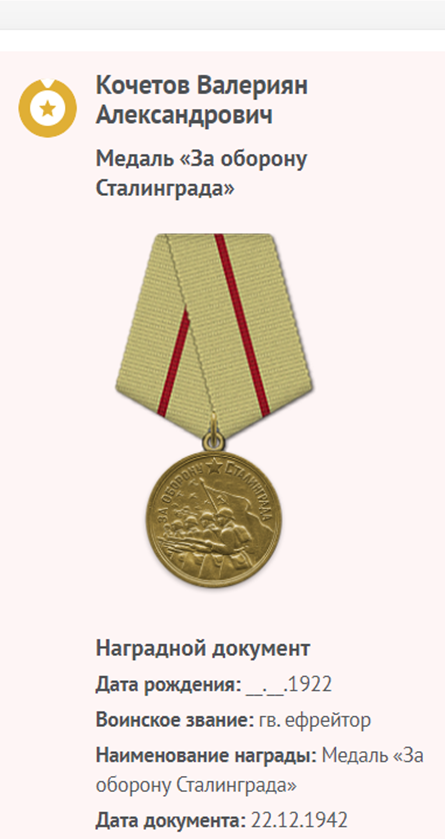 Кочетов Валериян
Александрович
Медаль «За оборону
Сталинграда»
ЗА ОБОРОНУ СТАЛИНГРАДА
Наградной документ
Дата рождения: __.__.1922
Воинское звание: гв. ефрейтор
Наименование награды: Медаль «За
оборону Сталинграда»
Дата документа: 22.12.1942